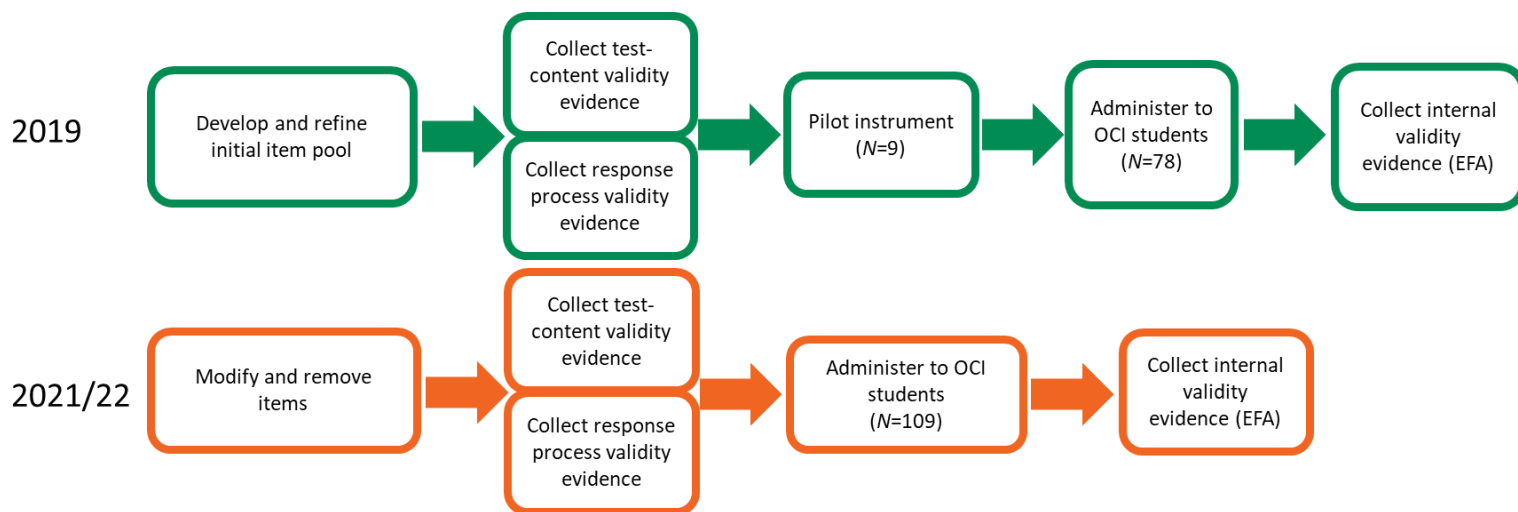 2019
Develop and refine
initial item pool
Collect test-
content validity
evidence
Collect response
process validity
evidence
Pilot instrument
(N=9)
Administer to
OCI students
(N=78)
Collect internal
validity
evidence (EFA)
2021/22
Modify and remove
items
Collect test-
content validity
evidence
Collect response
process validity
evidence
Administer to OCI
students
(N=109)
Collect internal
validity
evidence (EFA)